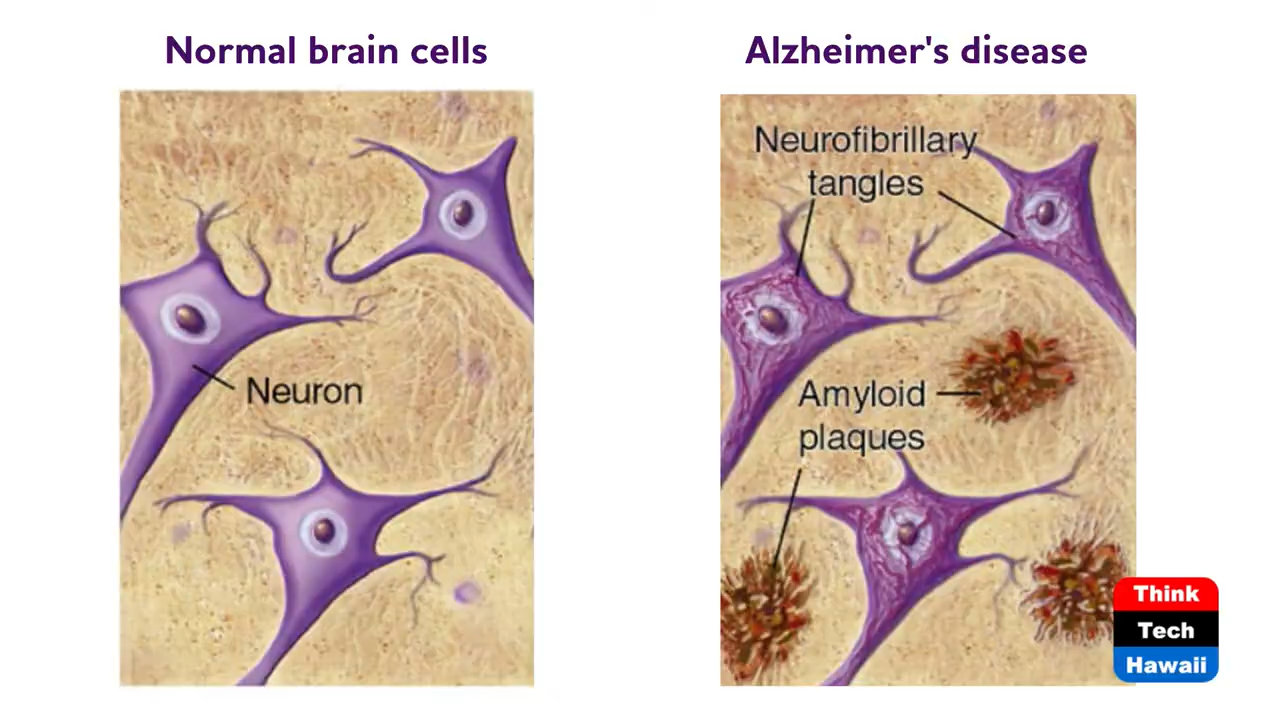 Normal brain cells
Alzheimer's disease
Neuron
Neurofibrillary
tangles
Amyloid
plaques
Think
Tech
Hawaii